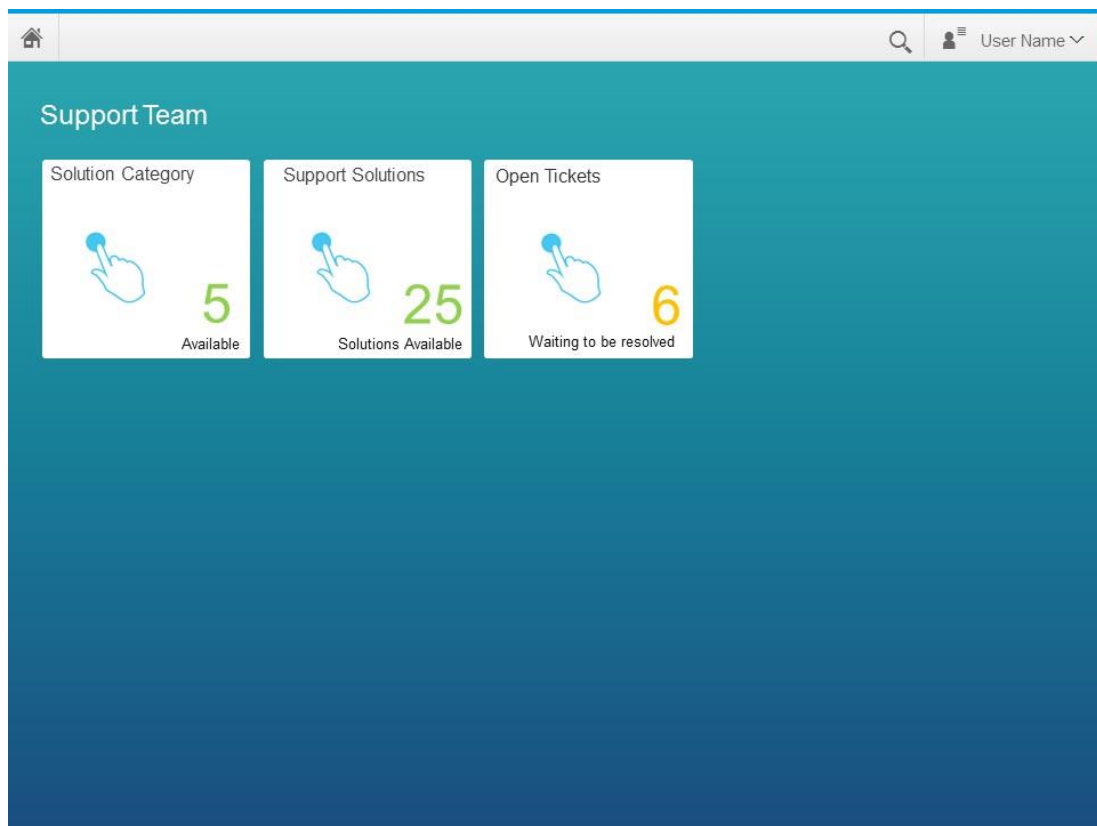 User Name
Support Team
Solution Category
5
Available
Support Solutions
25
Solutions Available
Open Tickets
6
Waiting to be resolved